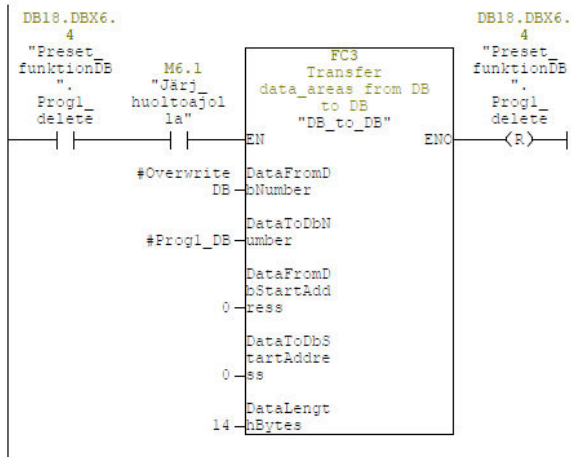 DB18.DBX6.
4
"Preset_
funktionDB
".
Prog1_
delete
M6.1
"Järj_
huoltoajol
la"
FC3
Transfer
data_areas from DB
to DB
"DB_to_DB"
EN
ENO
DB18.DBX6.
4
"Preset_
funktionDB
".
Prog1_
delete
(R)
#Overwrite
DB
DataFromD
bNumber
#Prog1_DB
DataToDbN
umber
0
DataFromD
bStartAdd
ress
0
DataToDbS
tartAddre
ss
14
DataLengt
hBytes